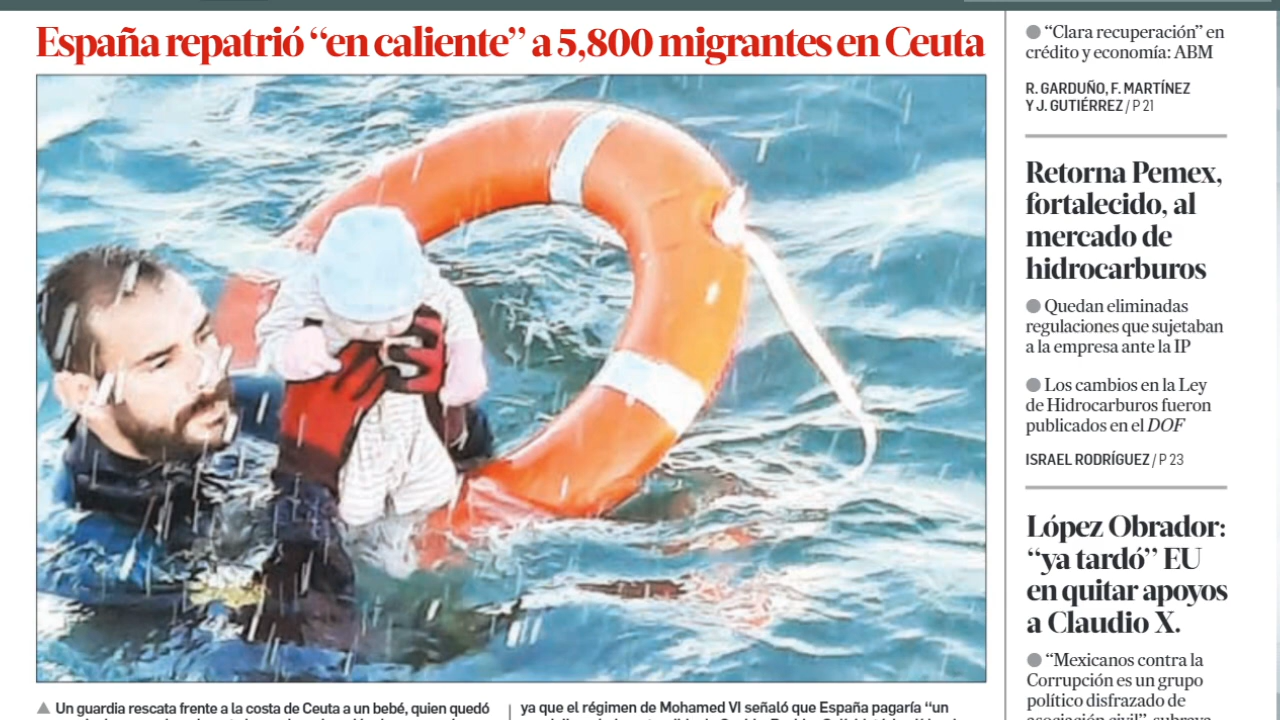 España repatrió “en caliente” a 5,800 migrantes en Ceuta
Un guardia rescata frente a la costa de Ceuta a un bebé, quien quedó
ya que el régimen de Mohamed VI señaló que España pagaría “un
“Clara recuperación” en
crédito y economía: ABM
R. GARDUÑO, F. MARTÍNEZ
Y J. GUTIÉRREZ / P 21
Retorna Pemex,
fortalecido, al
mercado de
hidrocarburos
Quedan eliminadas
regulaciones que sujetaban
a la empresa ante la IP
Los cambios en la Ley
de Hidrocarburos fueron
publicados en el DOF
ISRAEL RODRÍGUEZ / P 23
López Obrador:
“ya tardó” EU
en quitar apoyos
a Claudio X.
“Mexicanos contra la
Corrupción es un grupo
político disfrazado de
asociación civil”, subraya